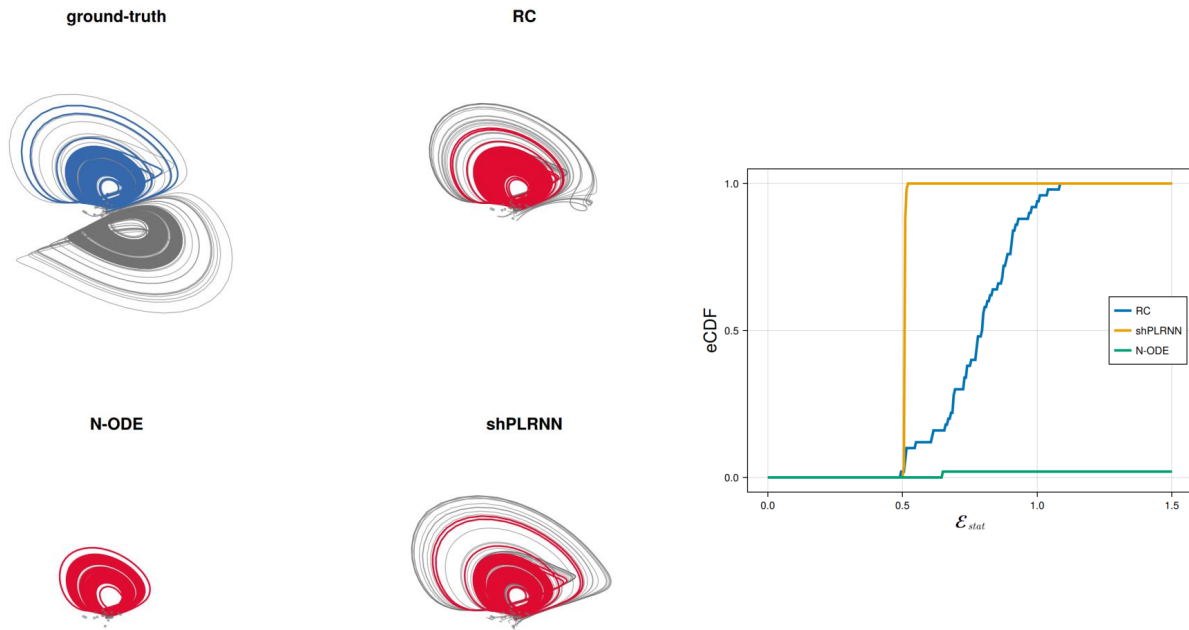 ground-truth
RC
N-ODE
shPLRNN
eCDF
1.0
0.5
0.0
0.0
0.5
1.0
1.5
ℰstat
RC
shPLRNN
N-ODE